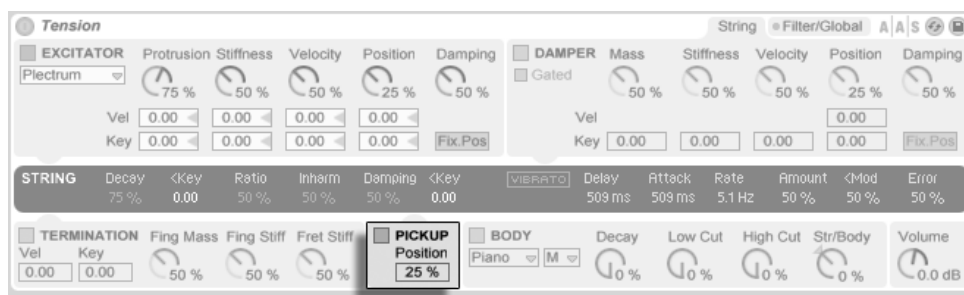 Tension String Filter/Global A A S
EXCITATOR Protrusion Stiffness Velocity Position Damping
Plectrum 75 % 50 % 50 % 25 % 50 %
Vel 0.00 0.00 0.00 0.00
Key 0.00 0.00 0.00 0.00 Fix.Pos
DAMPER Mass Stiffness Velocity Position Damping
Gated 50 % 50 % 50 % 25 % 50 %
Vel 0.00
Key 0.00 0.00 0.00 0.00 Fix.Pos
STRING Decay <Key Ratio Inharm Damping <Key VIBRATO Delay Attack Rate Amount <Mod Error
75 % 0.00 50 % 50 % 50 % 0.00 509 ms 509 ms 5.1 Hz 50 % 50 % 50 %
TERMINATION Fing Mass Fing Stiff Fret Stiff
Vel Key
0.00 0.00 50 % 50 % 50 %
PICKUP
Position
25 %
BODY Decay Low Cut High Cut Str/Body
Piano M 0 % 0 % 0 % 0 %
Volume
0.0 dB